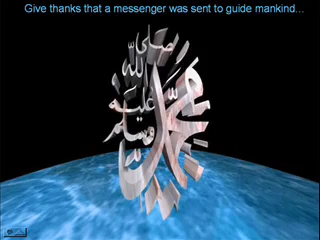 Give thanks that a messenger was sent to guide mankind...
صلى
الله
عليه
وسلم
محمد